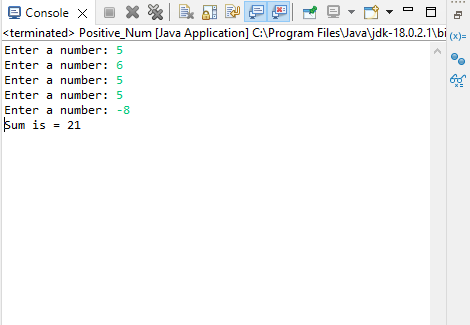 Console
<terminated> Positive_Num [Java Application] C:\Program Files\Java\jdk-18.0.2.1\bi
Enter a number: 5
Enter a number: 6
Enter a number: 5
Enter a number: 5
Enter a number: -8
Sum is = 21
(x)=